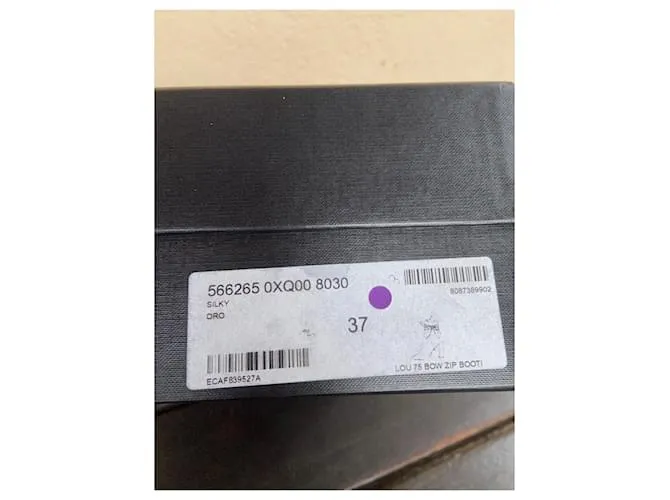 566265 0XQ00 8030
SILKY
ORO
37
8087389902
ECAF839527A
LOU 75 BOW ZIP BOOTI